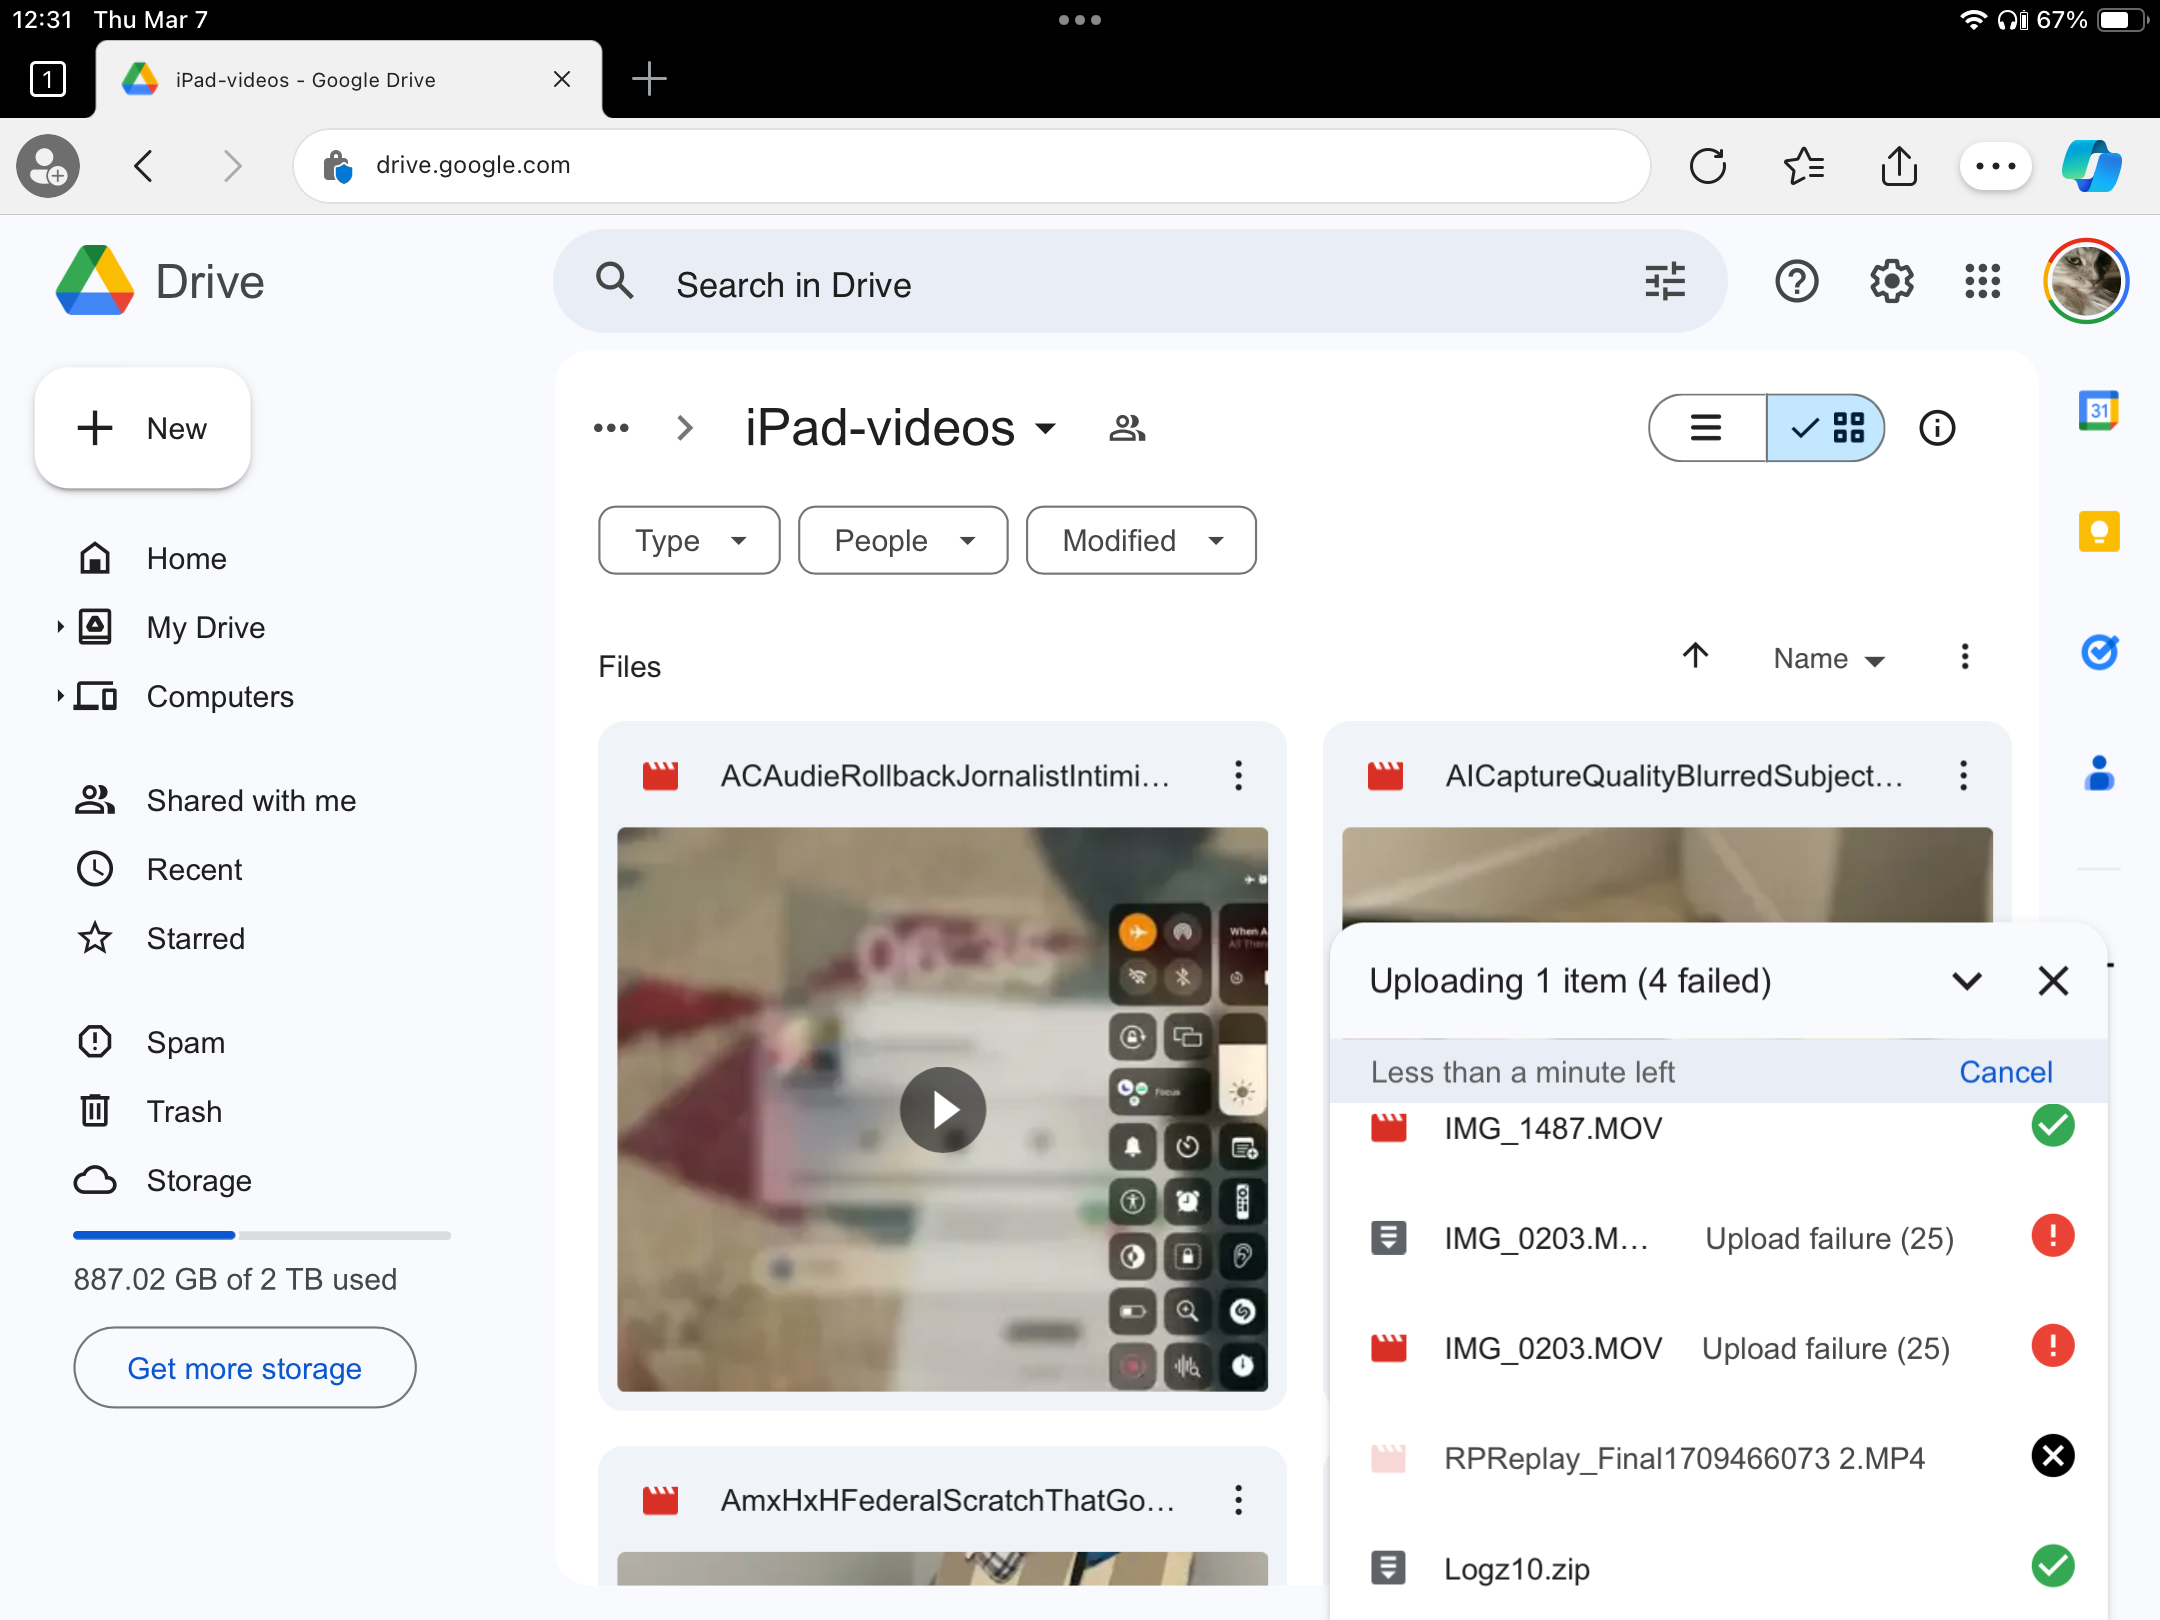 12:31 Thu Mar 7
67%
1
iPad-videos - Google Drive
drive.google.com
Drive
Search in Drive
New
iPad-videos
31
Type
People
Modified
Home
My Drive
Computers
Files
Name
Shared with me
Recent
Starred
ACAudieRollbackJornalistIntimi...
AICaptureQualityBlurredSubject...
When A
All There
Focus
Spam
Trash
Storage
887.02 GB of 2 TB used
Get more storage
AmxHxHFederalScratchThatGo...
Uploading 1 item (4 failed)
Less than a minute left
Cancel
IMG_1487.MOV
IMG_0203.M... Upload failure (25)
IMG_0203.MOV Upload failure (25)
RPReplay_Final1709466073 2.MP4
Logz10.zip